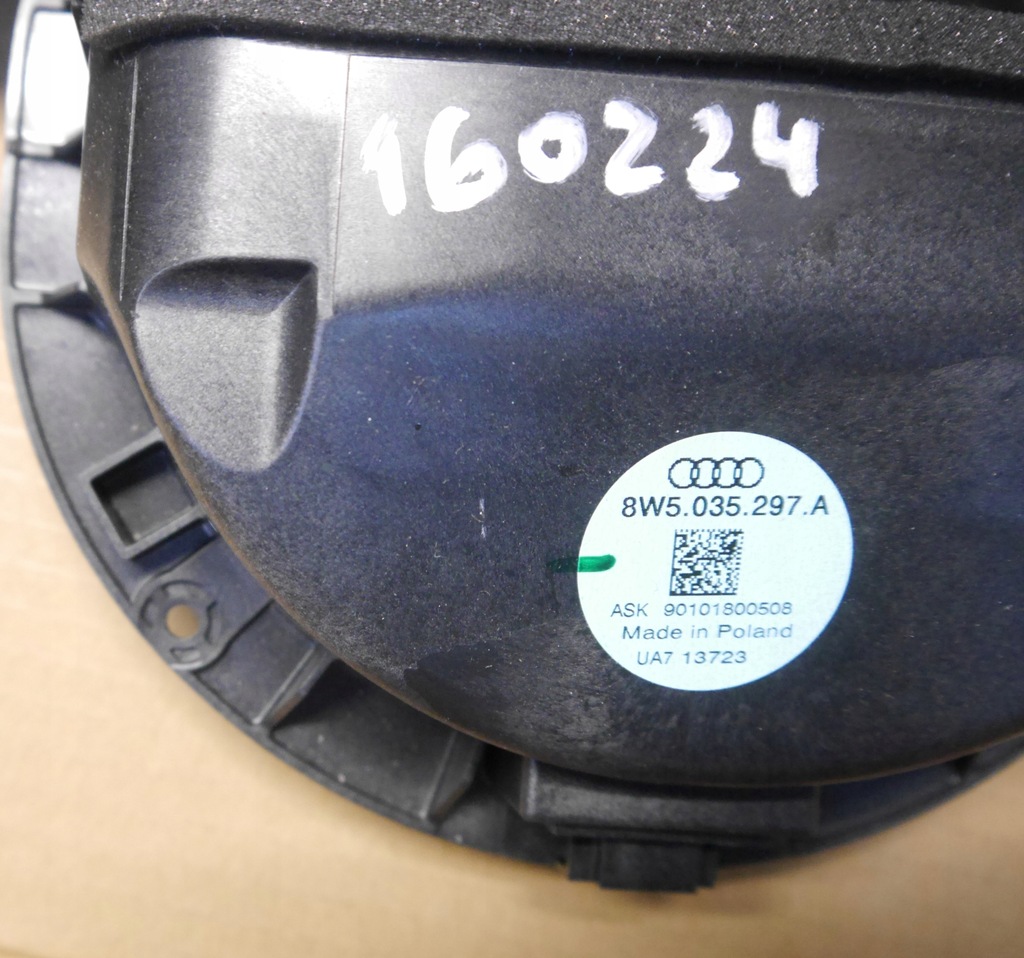 160224
8W5.035.297.A
ASK 90101800508
Made in Poland
UA7 13723